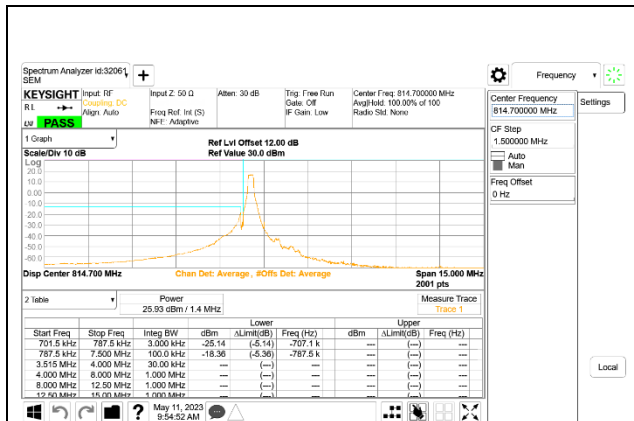 Spectrum Analyzer id:32061
SEM
Frequency
KEYSIGHT Input: RF Input Z: 50 Ω Atten: 30 dB Trig: Free Run Center Freq: 814.700000 MHz
RL Coupling: DC Gate: Off Avg|Hold: 100.00% of 100
Align: Auto Freq Ref: Int (S) IF Gain: Low Radio Std: None
NFE: Adaptive
PASS
Center Frequency
814.700000 MHz
Settings
CF Step
1.500000 MHz
Auto
Man
Freq Offset
0 Hz
1 Graph
Ref Lvl Offset 12.00 dB
Scale/Div 10 dB Ref Value 30.0 dBm
Log
20.0
10.0
0.00
-10.0
-20.0
-30.0
-40.0
-50.0
-60.0
Disp Center 814.700 MHz Chan Det: Average, #Offs Det: Average Span 15.000 MHz
2001 pts
2 Table Power Measure Trace
25.93 dBm / 1.4 MHz Trace 1
Lower Upper
Start Freq Stop Freq Integ BW dBm ΔLimit(dB) Freq (Hz) dBm ΔLimit(dB) Freq (Hz)
701.5 kHz 787.5 kHz 3.000 kHz -25.14 (-5.14) -707.1 k --- (---) ---
787.5 kHz 7.500 MHz 100.0 kHz -18.36 (-5.36) -787.5 k --- (---) ---
3.515 MHz 4.000 MHz 30.00 kHz --- (---) --- --- (---) ---
4.000 MHz 8.000 MHz 1.000 MHz --- (---) --- --- (---) ---
8.000 MHz 12.50 MHz 1.000 MHz --- (---) --- --- (---) ---
12.50 MHz 15.00 MHz 1.000 MHz --- (---) --- --- (---) ---
Local
? May 11, 2023
9:54:52 AM